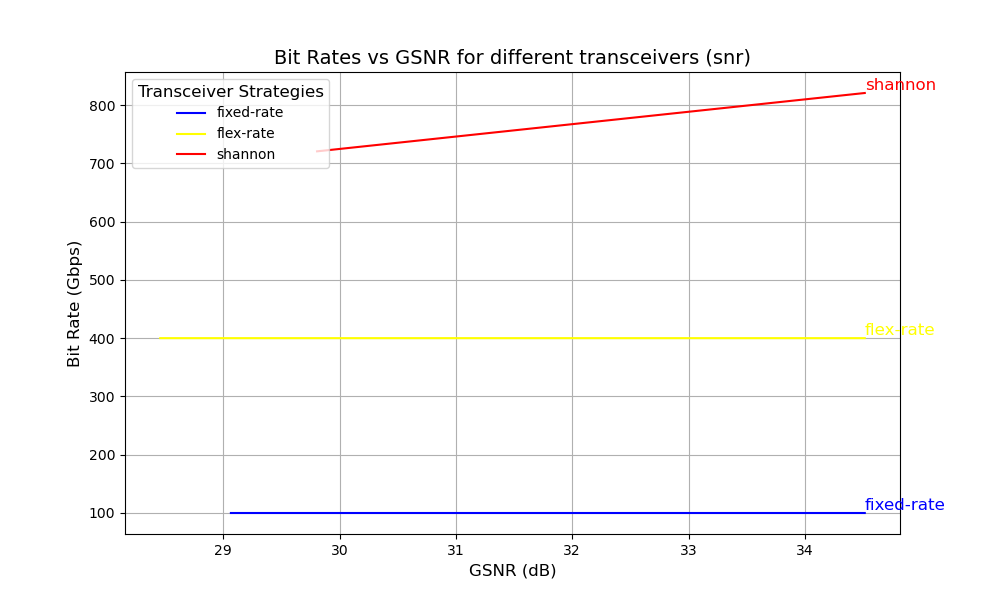 Bit Rates vs GSNR for different transceivers (snr)
Transceiver Strategies
fixed-rate
flex-rate
shannon
shannon
flex-rate
fixed-rate
800
700
600
500
400
300
200
100
Bit Rate (Gbps)
29 30 31 32 33 34
GSNR (dB)